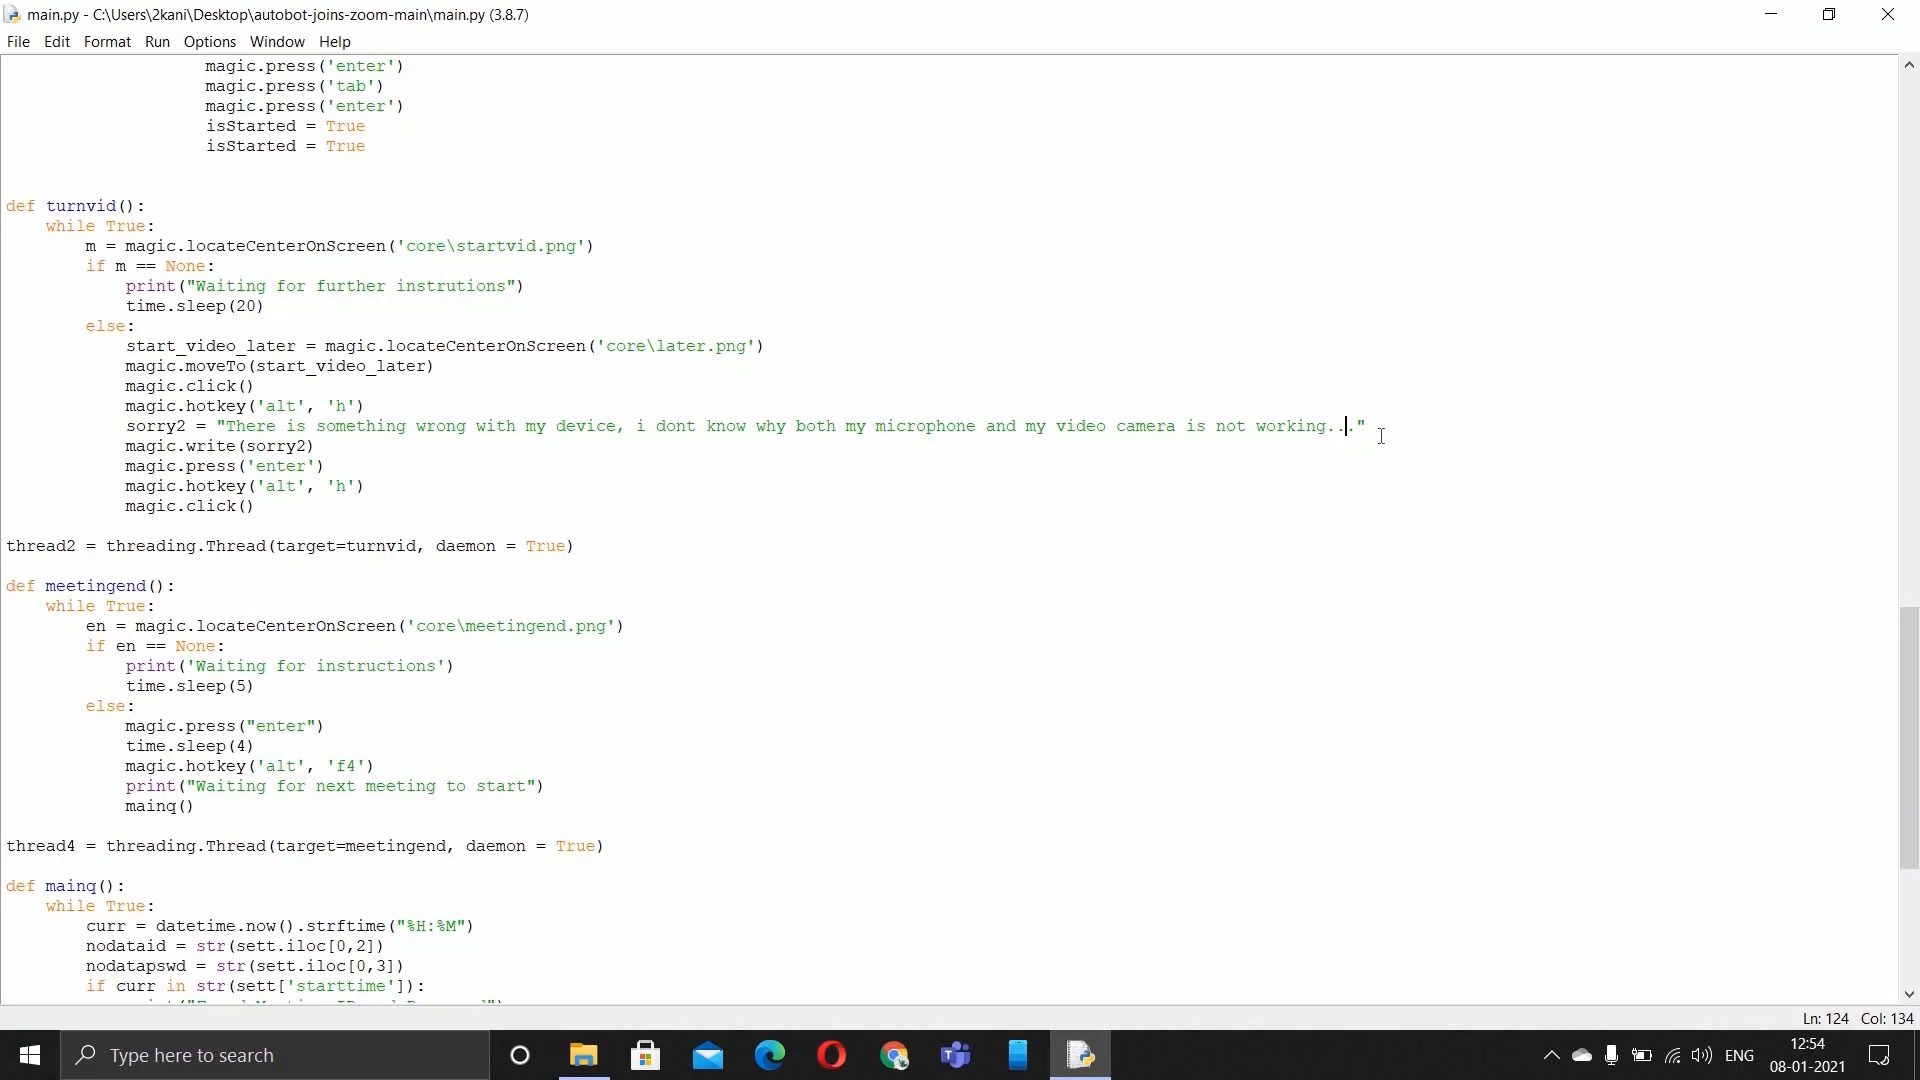 main.py - C:\Users\2kani\Desktop\autobot-joins-zoom-main\main.py (3.8.7)
File Edit Format Run Options Window Help
magic.press('enter')
magic.press('tab')
magic.press('enter')
isStarted = True
isStarted = True
def turnvid():
while True:
m = magic.locateCenterOnScreen('core\startvid.png')
if m == None:
print("Waiting for further instrutions")
time.sleep(20)
else:
start_video_later = magic.locateCenterOnScreen('core\later.png')
magic.moveTo(start_video_later)
magic.click()
magic.hotkey('alt', 'h')
sorry2 = "There is something wrong with my device, i dont know why both my microphone and my video camera is not working..."
magic.write(sorry2)
magic.press('enter')
magic.hotkey('alt', 'h')
magic.click()
thread2 = threading.Thread(target=turnvid, daemon = True)
def meetingend():
while True:
en = magic.locateCenterOnScreen('core\meetingend.png')
if en == None:
print('Waiting for instructions')
time.sleep(5)
else:
magic.press("enter")
time.sleep(4)
magic.hotkey('alt', 'f4')
print("Waiting for next meeting to start")
mainq()
thread4 = threading.Thread(target=meetingend, daemon = True)
def mainq():
while True:
curr = datetime.now().strftime("%H:%M")
nodataid = str(sett.iloc[0,2])
nodatapswd = str(sett.iloc[0,3])
if curr in str(sett['starttime']):
Ln: 124 Col: 134
Type here to search
ENG
12:54
08-01-2021